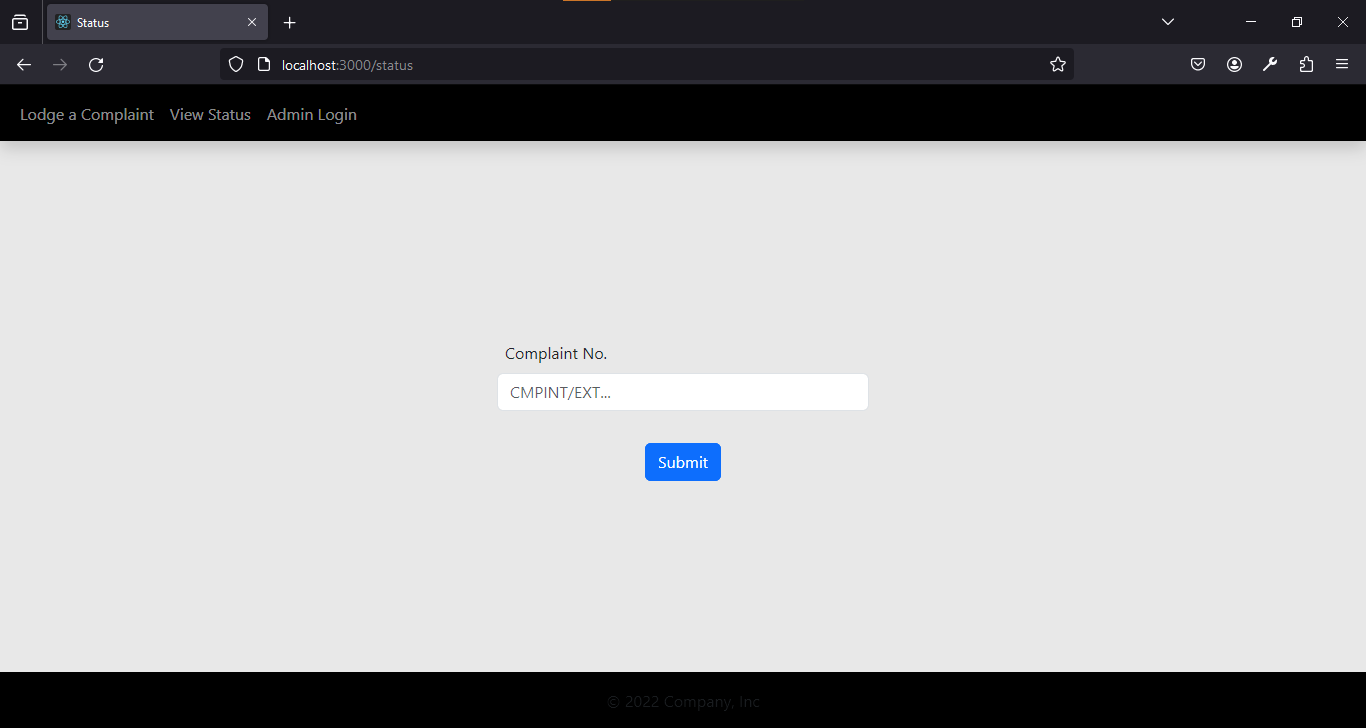 Status
localhost:3000/status
Lodge a Complaint View Status Admin Login
Complaint No.
CMPINT/EXT...
Submit
© 2022 Company, Inc